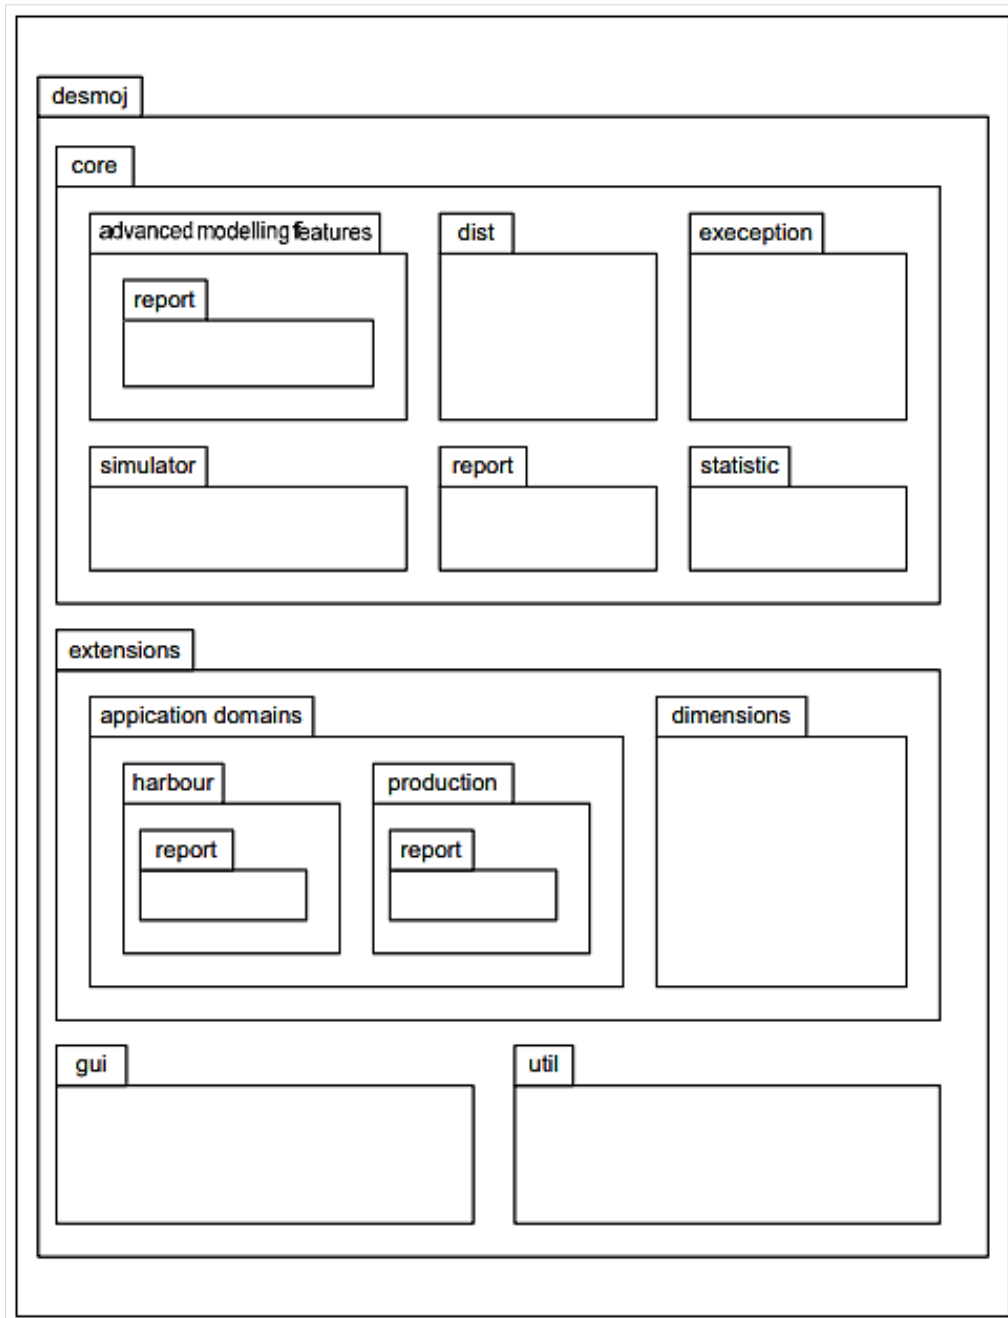 desmoj
core
advanced modelling features
dist
exeception
report
simulator
report
statistic
extensions
appication domains
dimensions
harbour
production
report
report
gui
util